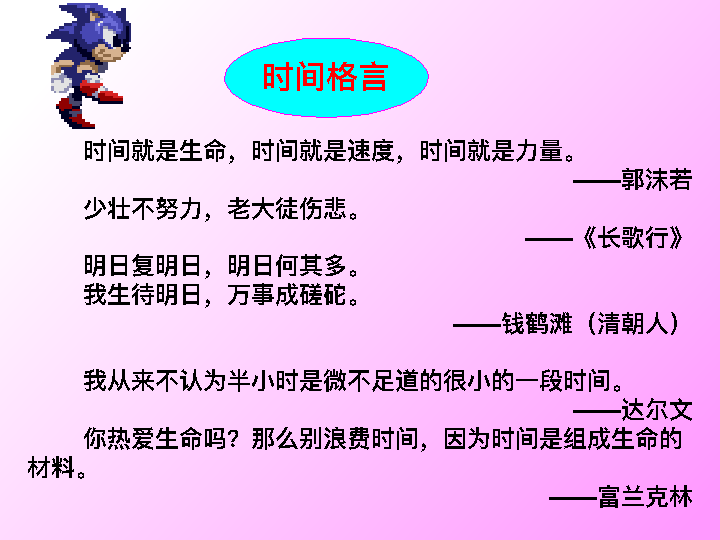 时间格言
时间就是生命，时间就是速度，时间就是力量。
——郭沫若
少壮不努力，老大徒伤悲。
——《长歌行》
明日复明日，明日何其多。
我生待明日，万事成磋砣。
——钱鹤滩（清朝人）
我从来不认为半小时是微不足道的很小的一段时间。
——达尔文
你热爱生命吗？那么别浪费时间，因为时间是组成生命的
材料。
——富兰克林